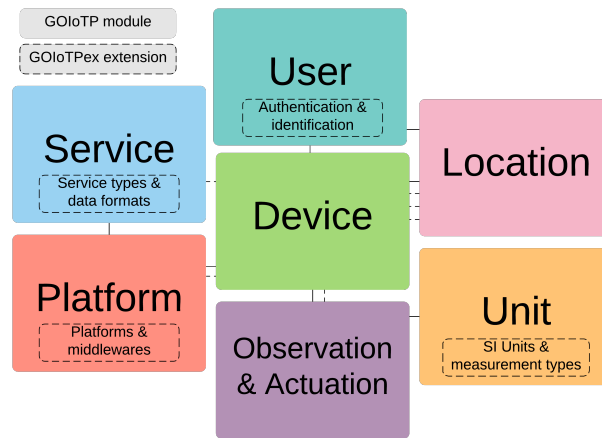 GOIoTP module
GOIoTPex extension
User
Authentication &
identification
Service
Service types &
data formats
Location
Device
Platform
Platforms &
middlewares
Unit
SI Units &
measurement types
Observation
& Actuation